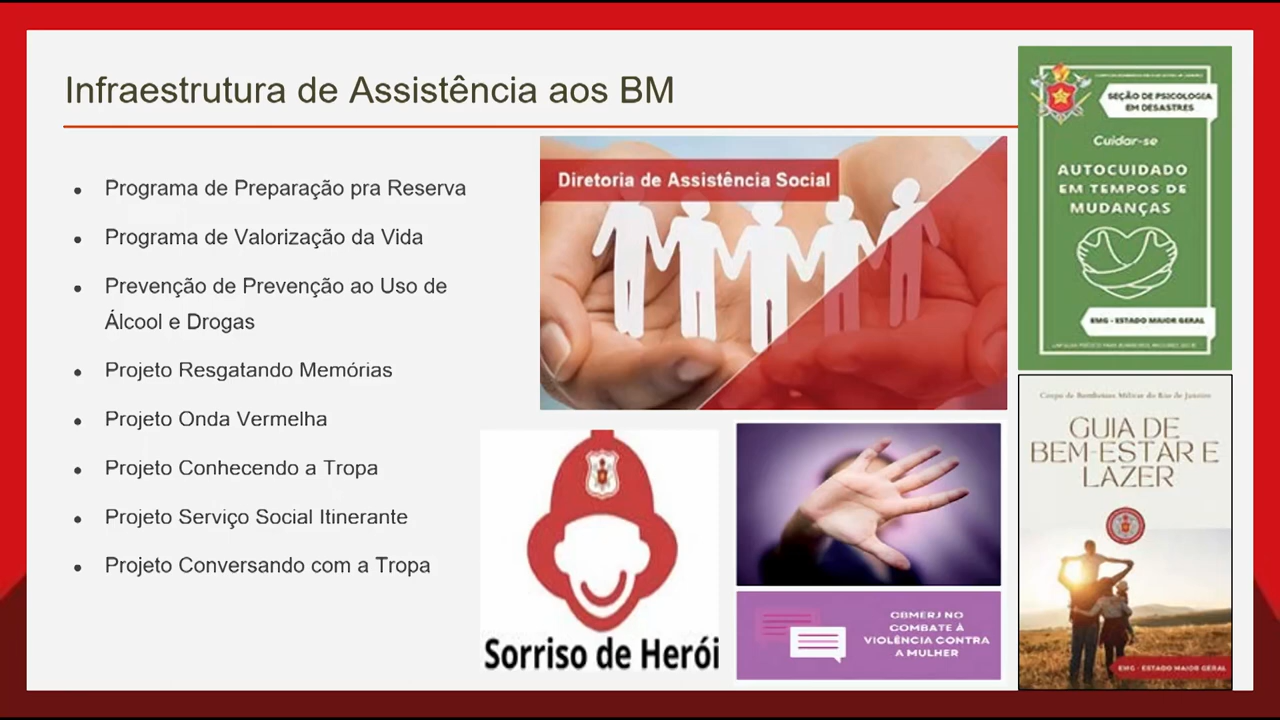 Infraestrutura de Assistência aos BM
Programa de Preparação pra Reserva
Programa de Valorização da Vida
Prevenção de Prevenção ao Uso de
Álcool e Drogas
Projeto Resgatando Memórias
Projeto Onda Vermelha
Projeto Conhecendo a Tropa
Projeto Serviço Social Itinerante
Projeto Conversando com a Tropa
Diretoria de Assistência Social
Sorriso de Herói
CBMERJ NO
COMBATE À
VIOLÊNCIA CONTRA
A MULHER
SEÇÃO DE PSICOLOGIA
EM DESASTRES
Cuidar-se
AUTOCUIDADO
EM TEMPOS DE
MUDANÇAS
EMG - ESTADO MAIOR GERAL
Corpo de Bombeiros Militar do Rio de Janeiro
GUIA DE
BEM-ESTAR E
LAZER
EMG - ESTADO MAIOR GERAL